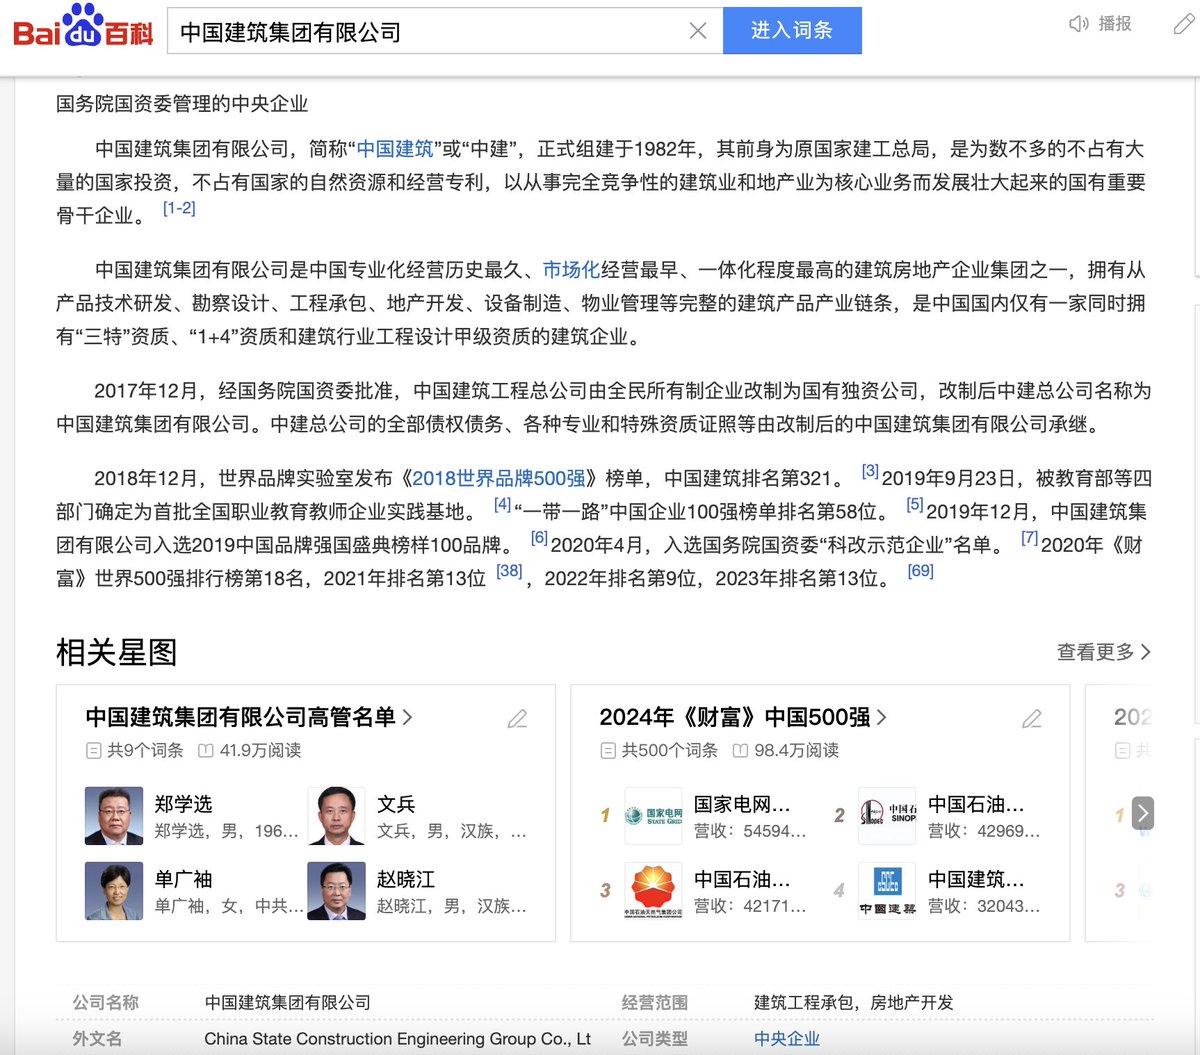 Bai du 百科
中国建筑集团有限公司
进入词条
播报
国务院国资委管理的中央企业
中国建筑集团有限公司，简称“中国建筑”或“中建”，正式组建于1982年，其前身为原国家建工总局，是为数不多的不占有大
量的国家投资，不占有国家的自然资源和经营专利，以从事完全竞争性的建筑业和地产业为核心业务而发展壮大起来的国有重要
骨干企业。 [1-2]
中国建筑集团有限公司是中国专业化经营历史最久、市场化经营最早、一体化程度最高的建筑房地产企业集团之一，拥有从
产品技术研发、勘察设计、工程承包、地产开发、设备制造、物业管理等完整的建筑产品产业链条，是中国国内仅有一家同时拥
有“三特”资质、“1+4”资质和建筑行业工程设计甲级资质的建筑企业。
2017年12月，经国务院国资委批准，中国建筑工程总公司由全民所有制企业改制为国有独资公司，改制后中建总公司名称为
中国建筑集团有限公司。中建总公司的全部债权债务、各种专业和特殊资质证照等由改制后的中国建筑集团有限公司承继。
2018年12月，世界品牌实验室发布《2018世界品牌500强》榜单，中国建筑排名第321。 [3] 2019年9月23日，被教育部等四
部门确定为首批全国职业教育教师企业实践基地。 [4] “一带一路”中国企业100强榜单排名第58位。 [5] 2019年12月，中国建筑集
团有限公司入选2019中国品牌强国盛典榜样100品牌。 [6] 2020年4月，入选国务院国资委“科改示范企业”名单。 [7] 2020年《财
富》世界500强排行榜第18名，2021年排名第13位 [38] ，2022年排名第9位，2023年排名第13位。 [69]
相关星图
查看更多
中国建筑集团有限公司高管名单
共9个词条 41.9万阅读
郑学选
郑学选，男，196...
文兵
文兵，男，汉族，...
单广袖
单广袖，女，中共...
赵晓江
赵晓江，男，汉族...
2024年《财富》中国500强
共500个词条 98.4万阅读
1
国家电网
STATE GRID
国家电网...
营收：54594...
2
中国石
SINOP
中国石油...
营收：42969...
3
中国石油天然气集团公司
中国石油...
营收：42171...
4
中國建築
中国建筑...
营收：32043...
202
共
1
3
公司名称 中国建筑集团有限公司
经营范围 建筑工程承包，房地产开发
外文名 China State Construction Engineering Group Co., Lt
公司类型 中央企业